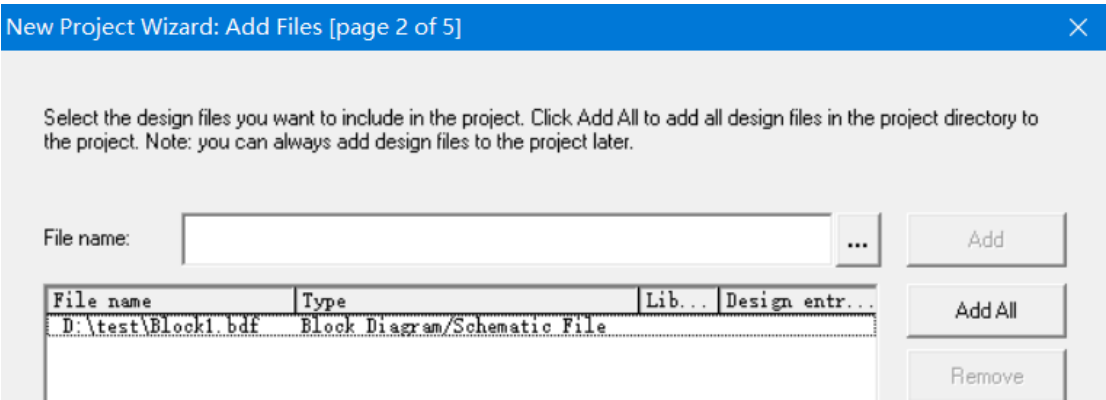 New Project Wizard: Add Files [page 2 of 5]
Select the design files you want to include in the project. Click Add All to add all design files in the project directory to
the project. Note: you can always add design files to the project later.
File name: ... Add
File name Type Lib... Design entr... Add All
D:\test\Block1.bdf Block Diagram/Schematic File
Remove